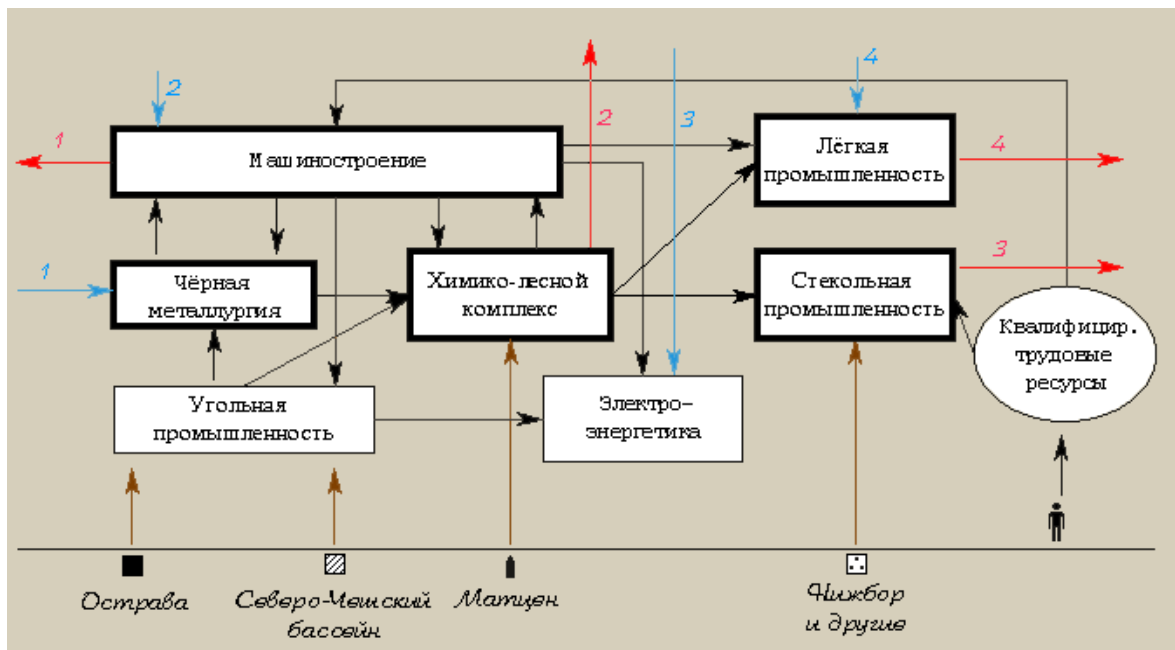 2
2
3
4
1
Машиностроение
Лёгкая
промышленность
4
1
Чёрная
металлургия
Химико-лесной
комплекс
Стекольная
промышленность
3
Квалифицир.
трудовые
ресурсы
Угольная
промышленность
Электро-
энергетика
Острава
Северо-Чешский
бассейн
Матцен
Нижбор
и другие